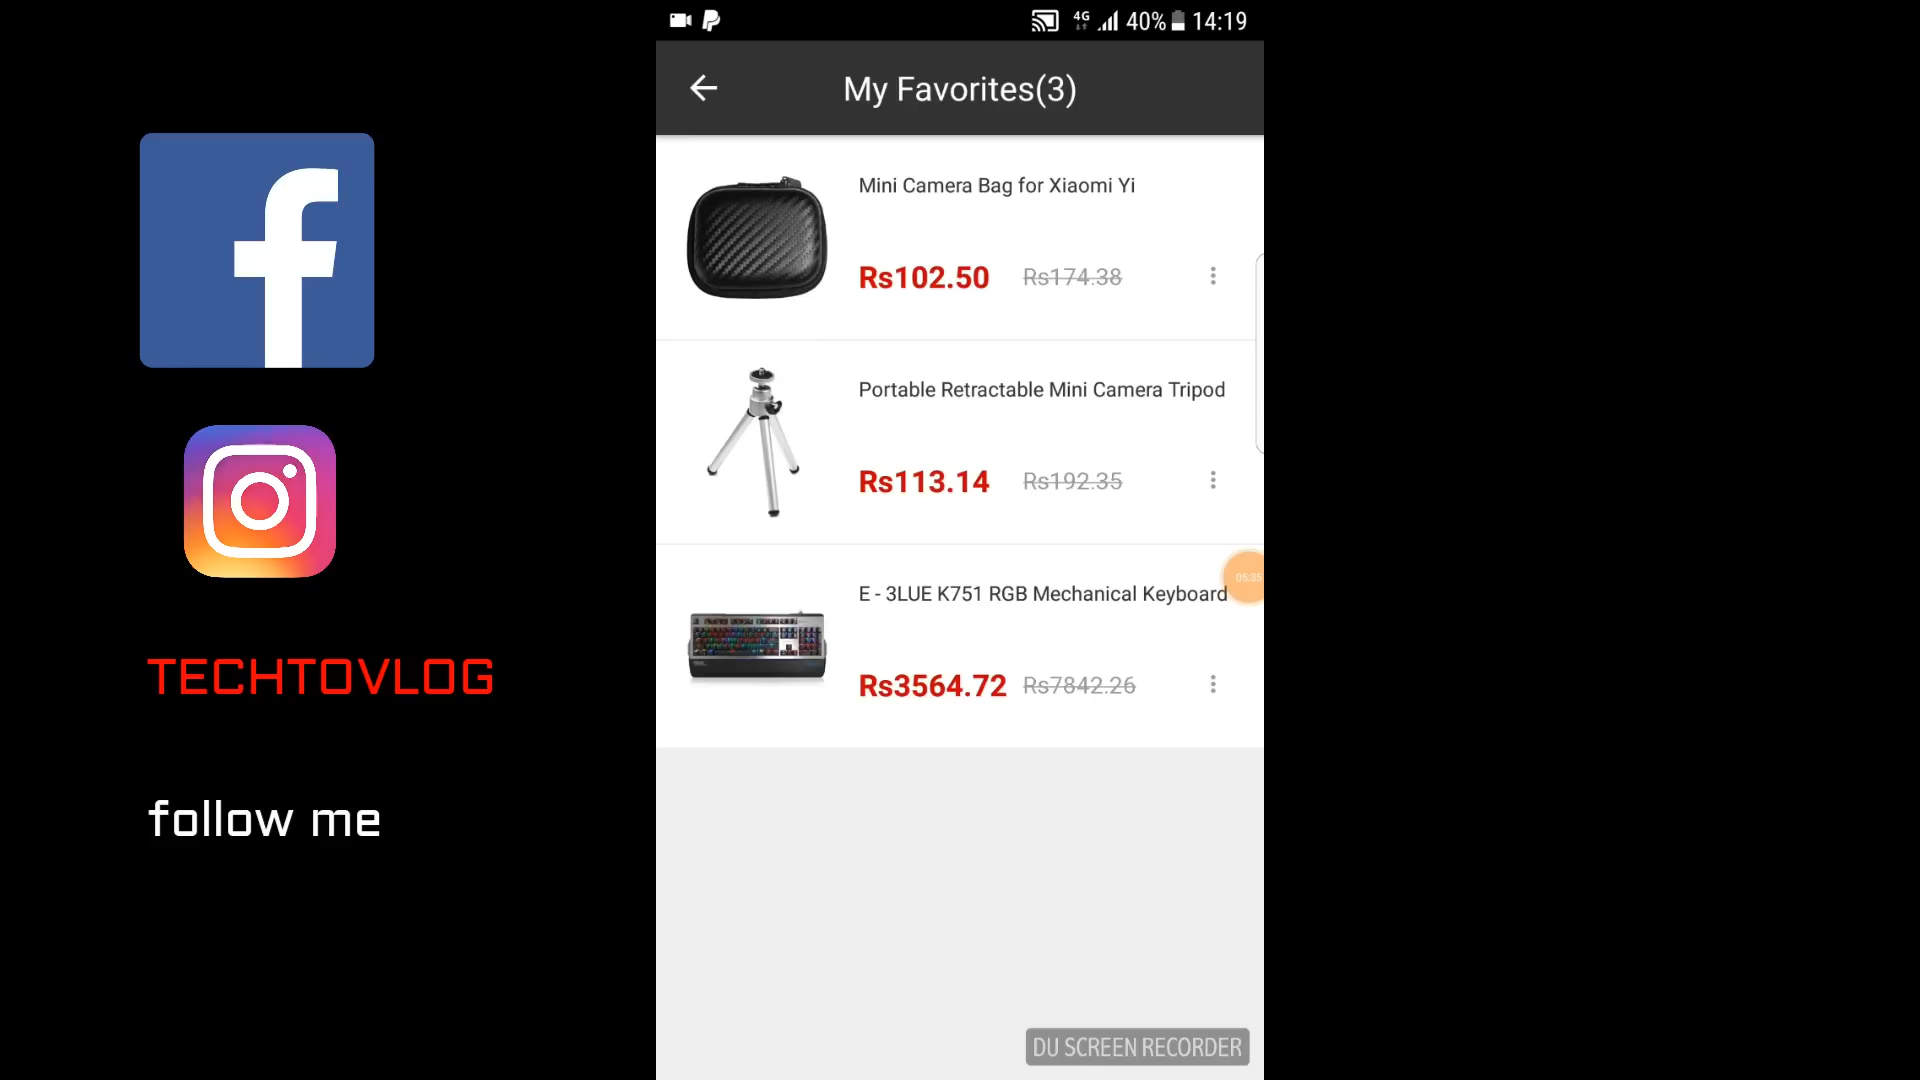 4G 40% 14:19
My Favorites(3)
Mini Camera Bag for Xiaomi Yi
Rs102.50 Rs174.38
Portable Retractable Mini Camera Tripod
Rs113.14 Rs192.35
E - 3LUE K751 RGB Mechanical Keyboard
05:35
Rs3564.72 Rs7842.26
TECHTOVLOG
follow me
DU SCREEN RECORDER